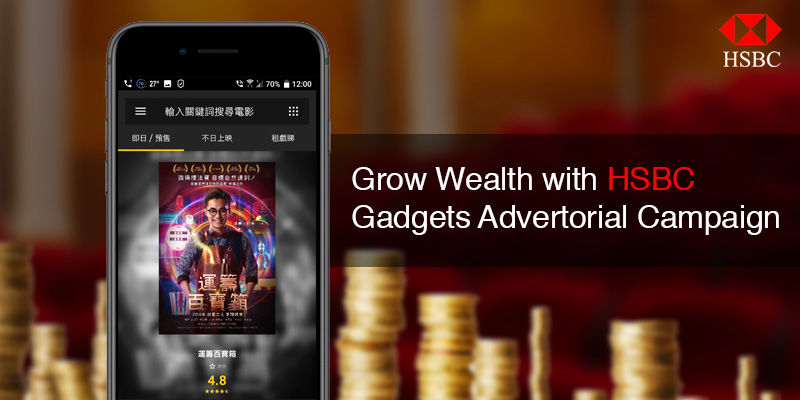 HSBC
27° 70% 12:00
輸入關鍵詞搜尋電影
即日 / 預售 不日上映 租戲睇
運籌
百寶箱
運籌百寶箱
4.8
Grow Wealth with HSBC
Gadgets Advertorial Campaign